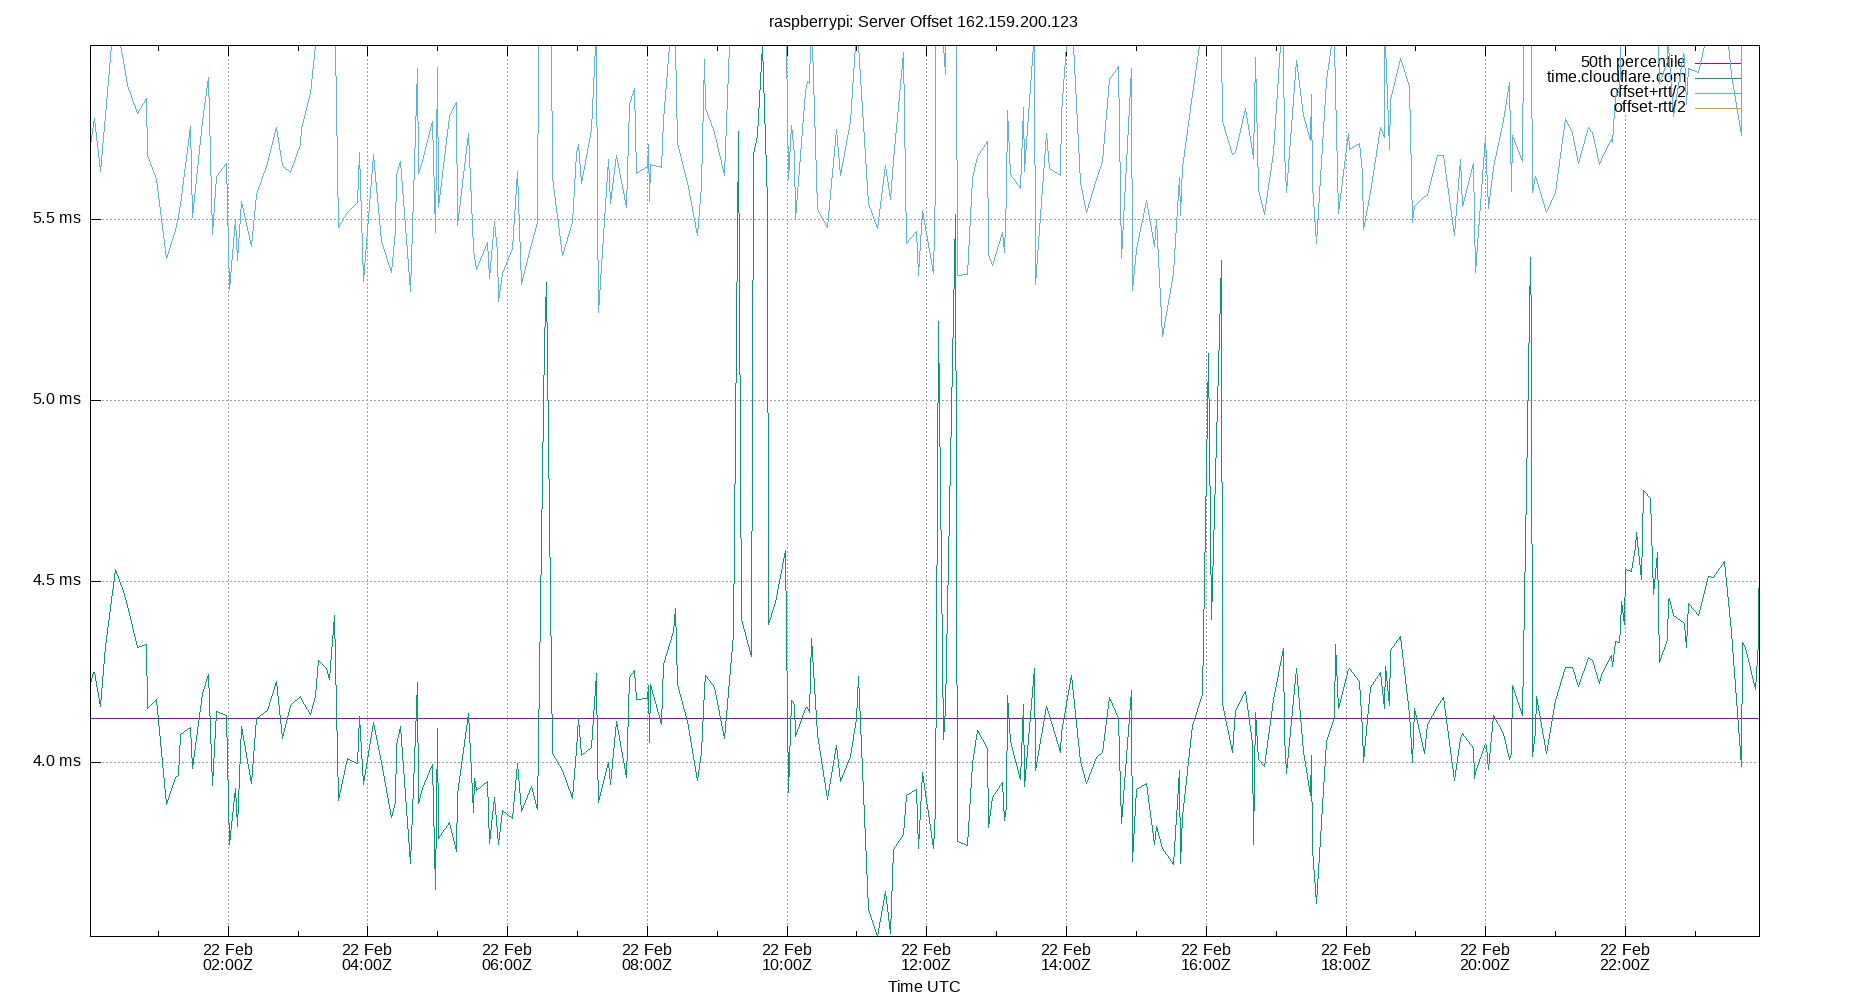 raspberrypi: Server Offset 162.159.200.123
50th percentile
time.cloudflare.com
offset+rtt/2
offset-rtt/2
5.5 ms
5.0 ms
4.5 ms
4.0 ms
22 Feb 22 Feb 22 Feb 22 Feb 22 Feb 22 Feb 22 Feb 22 Feb 22 Feb 22 Feb 22 Feb
02:00Z 04:00Z 06:00Z 08:00Z 10:00Z 12:00Z 14:00Z 16:00Z 18:00Z 20:00Z 22:00Z
Time UTC